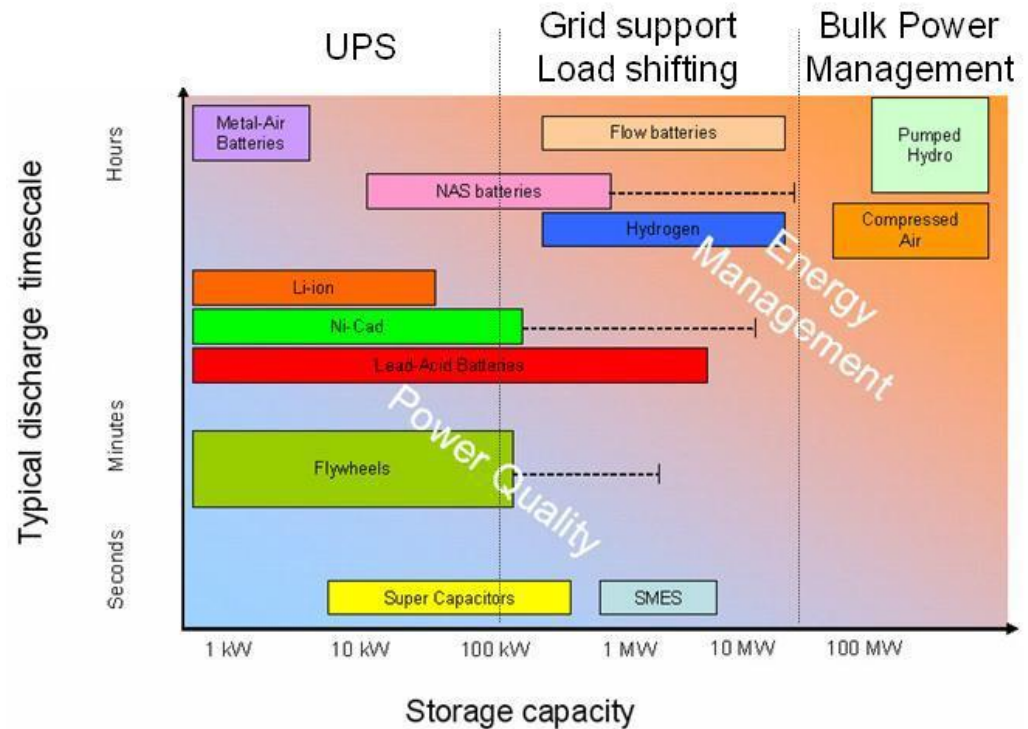 UPS
Grid support
Load shifting
Bulk Power
Management
Typical discharge timescale
Hours
Minutes
Seconds
Metal-Air
Batteries
Flow batteries
Pumped
Hydro
NAS batteries
Hydrogen
Compressed
Air
Energy
Management
Li-ion
Ni-Cad
Lead-Acid Batteries
Power Quality
Flywheels
Super Capacitors
SMES
1 kW
10 kW
100 kW
1 MW
10 MW
100 MW
Storage capacity